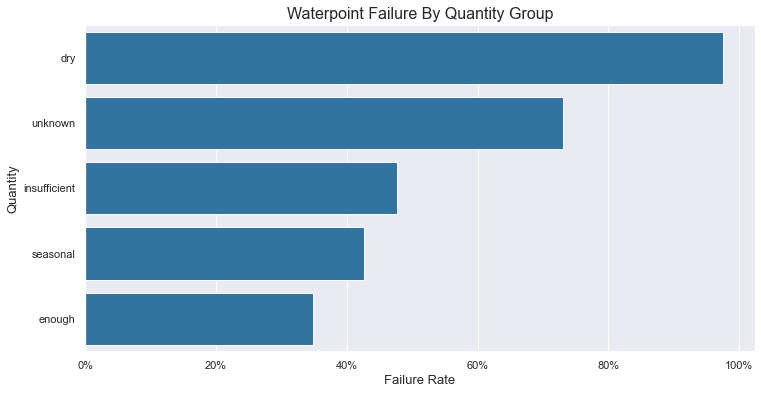 Waterpoint Failure By Quantity Group
Quantity
dry
unknown
insufficient
seasonal
enough
0%
20%
40%
60%
80%
100%
Failure Rate